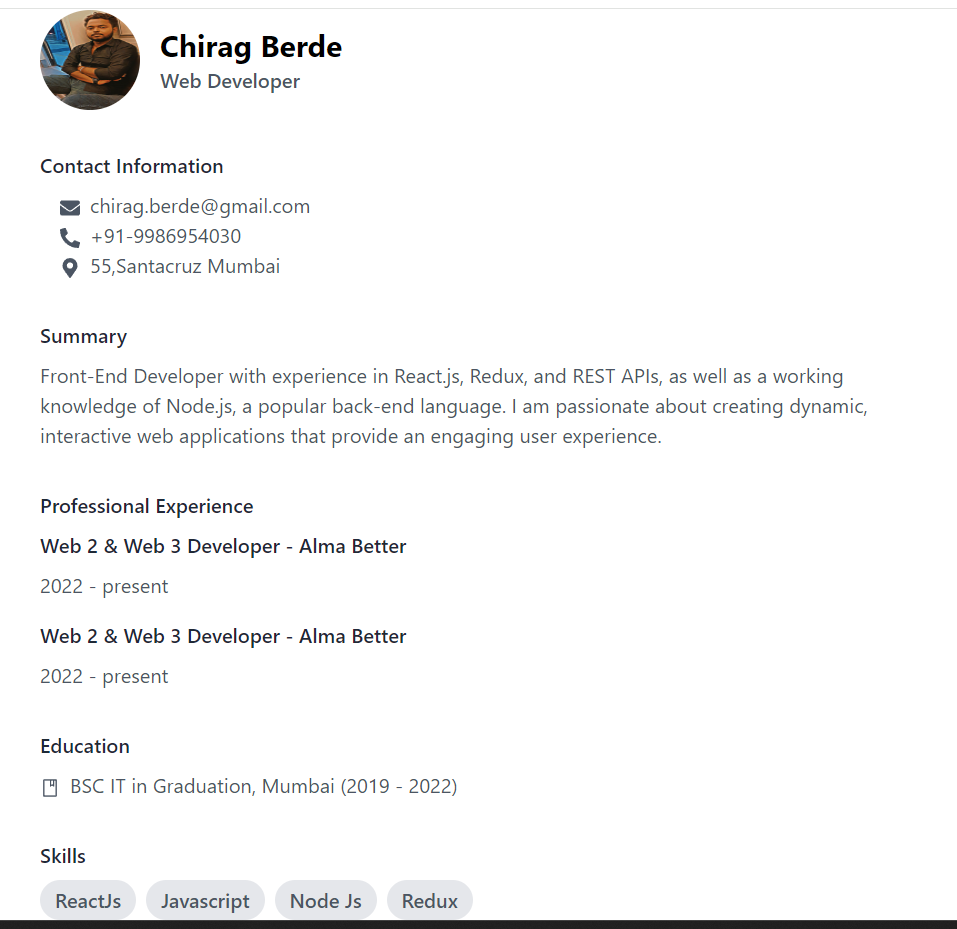 Chirag Berde
Web Developer
Contact Information
chirag.berde@gmail.com
+91-9986954030
55,Santacruz Mumbai
Summary
Front-End Developer with experience in React.js, Redux, and REST APIs, as well as a working
knowledge of Node.js, a popular back-end language. I am passionate about creating dynamic,
interactive web applications that provide an engaging user experience.
Professional Experience
Web 2 & Web 3 Developer - Alma Better
2022 - present
Web 2 & Web 3 Developer - Alma Better
2022 - present
Education
BSC IT in Graduation, Mumbai (2019 - 2022)
Skills
ReactJs Javascript Node Js Redux